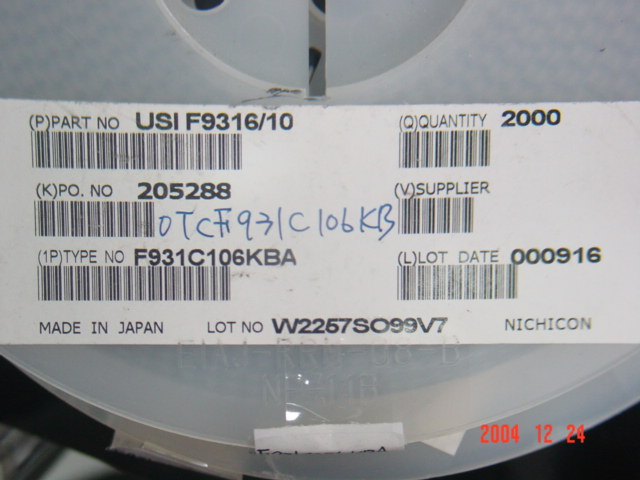 (P)PART NO USI F9316/10 (Q)QUANTITY 2000
(K)PO. NO 205288 (V)SUPPLIER
OTCF931C106KB
(1P)TYPE NO F931C106KBA (L)LOT DATE 000916
MADE IN JAPAN LOT NO W2257SO99V7 NICHICON
2004 12 24